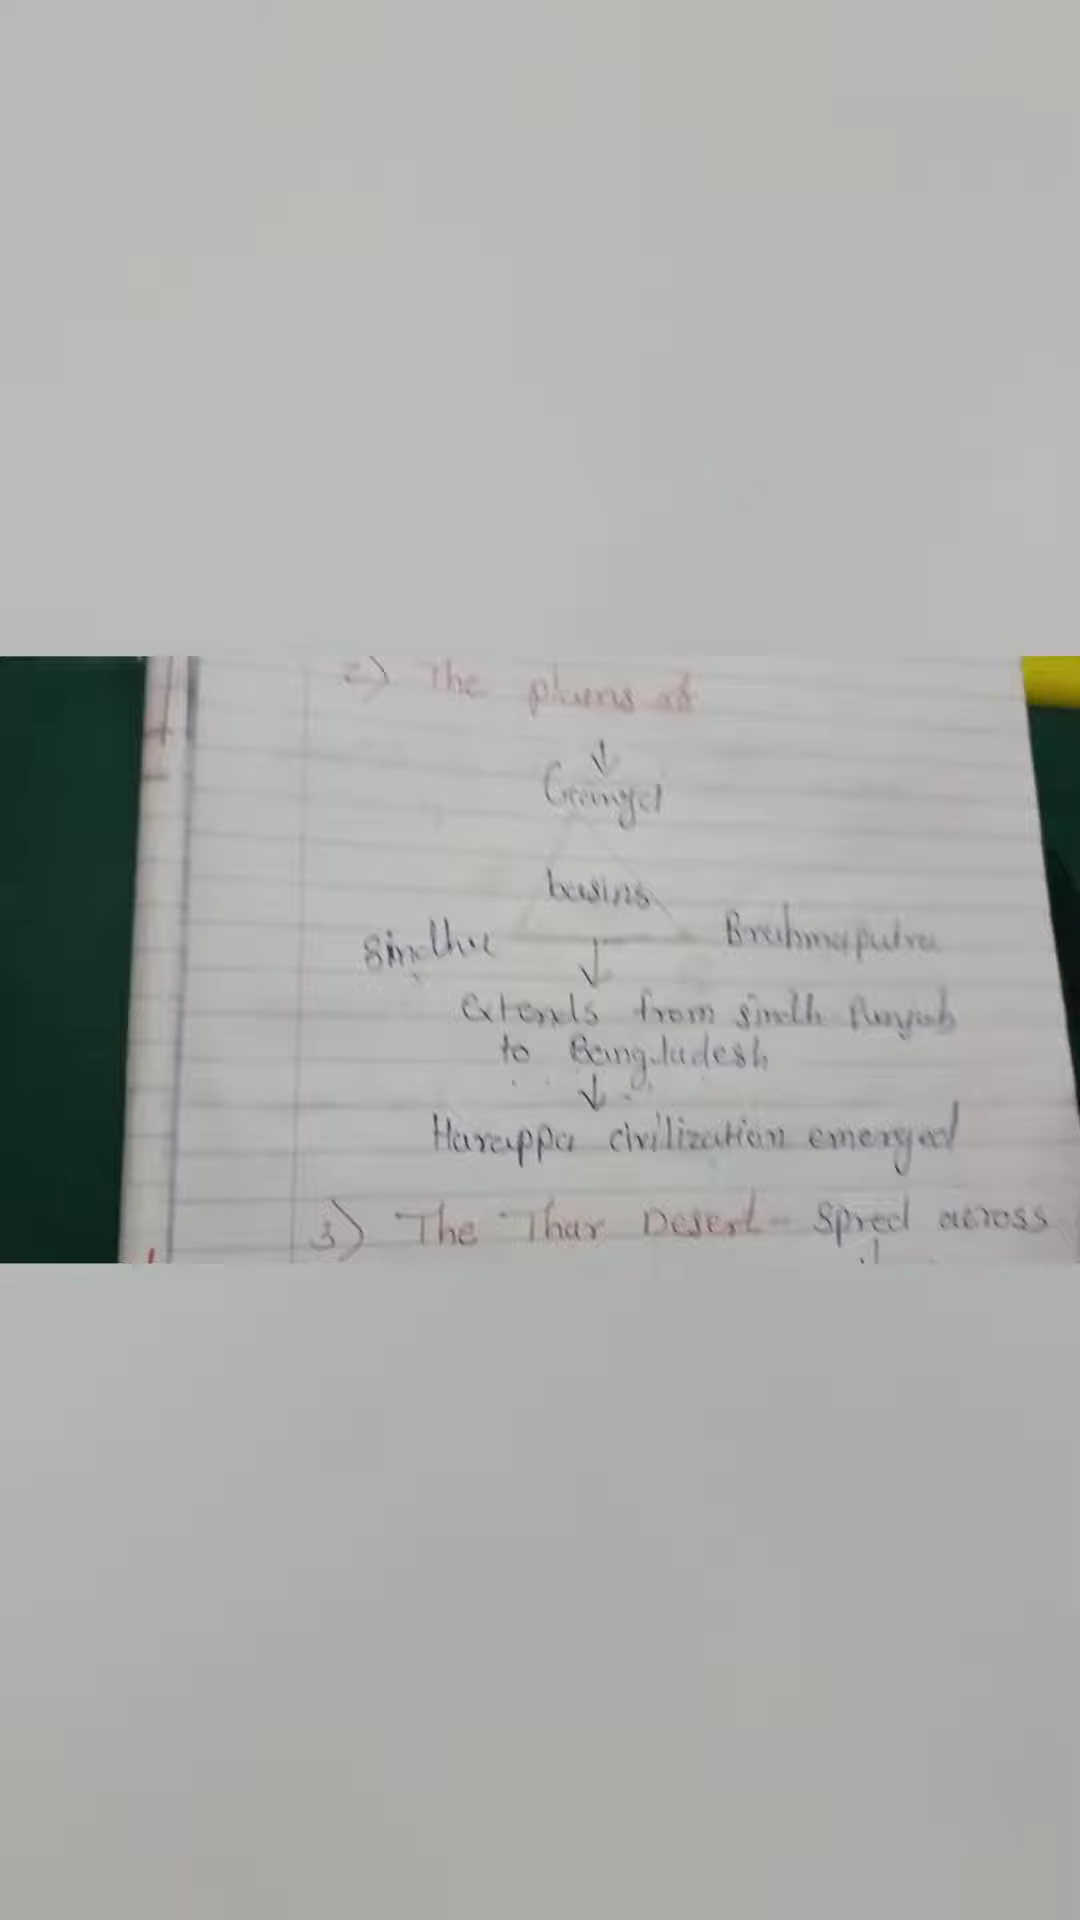 2) The plains of
↓
Ganga
basins
Sindhu Brahmaputra
↓
Extends from Sindh Punjab
to Bangladesh
↓
Harappa civilization emerged
3) The Thar Desert - Spred across